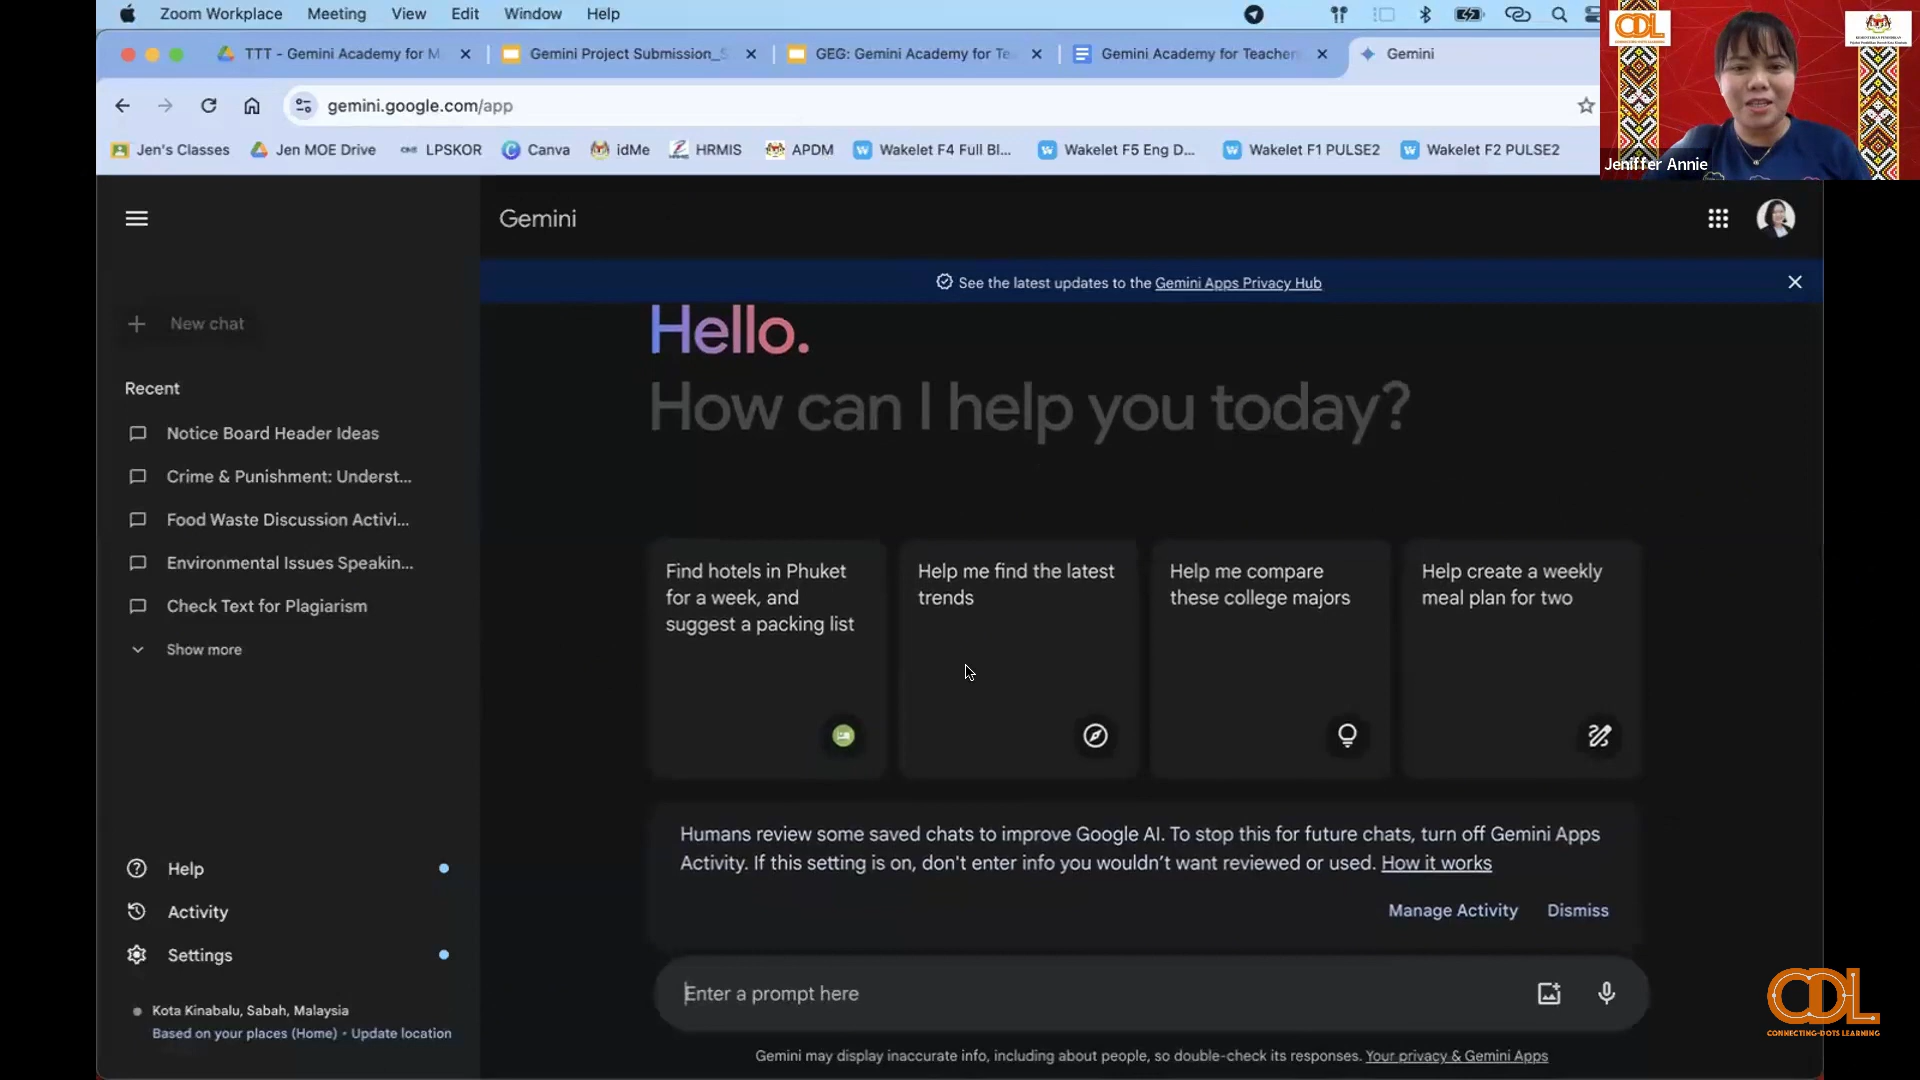 Zoom Workplace Meeting View Edit Window Help
TTT - Gemini Academy for M
Gemini Project Submission_S
GEG: Gemini Academy for Te
Gemini Academy for Teacher
Gemini
gemini.google.com/app
Jen's Classes
Jen MOE Drive
LPSKOR
Canva
idMe
HRMIS
APDM
Wakelet F4 Full Bl...
Wakelet F5 Eng D...
Wakelet F1 PULSE2
Wakelet F2 PULSE2
CDL
Jeniffer Annie
Gemini
See the latest updates to the Gemini Apps Privacy Hub
New chat
Recent
Notice Board Header Ideas
Crime & Punishment: Underst...
Food Waste Discussion Activi...
Environmental Issues Speakin...
Check Text for Plagiarism
Show more
Help
Activity
Settings
Kota Kinabalu, Sabah, Malaysia
Based on your places (Home) • Update location
Hello.
How can I help you today?
Find hotels in Phuket
for a week, and
suggest a packing list
Help me find the latest
trends
Help me compare
these college majors
Help create a weekly
meal plan for two
Humans review some saved chats to improve Google AI. To stop this for future chats, turn off Gemini Apps
Activity. If this setting is on, don't enter info you wouldn't want reviewed or used. How it works
Manage Activity Dismiss
Enter a prompt here
Gemini may display inaccurate info, including about people, so double-check its responses. Your privacy & Gemini Apps
CDL
CONNECTING-DOTS LEARNING